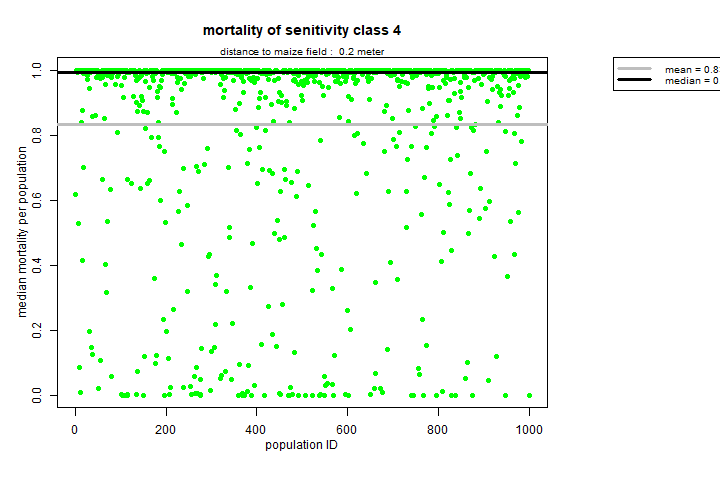 mortality of senitivity class 4
distance to maize field : 0.2 meter
mean = 0.8
median = 0
median mortality per population
1.0
0.8
0.6
0.4
0.2
0.0
0 200 400 600 800 1000
population ID